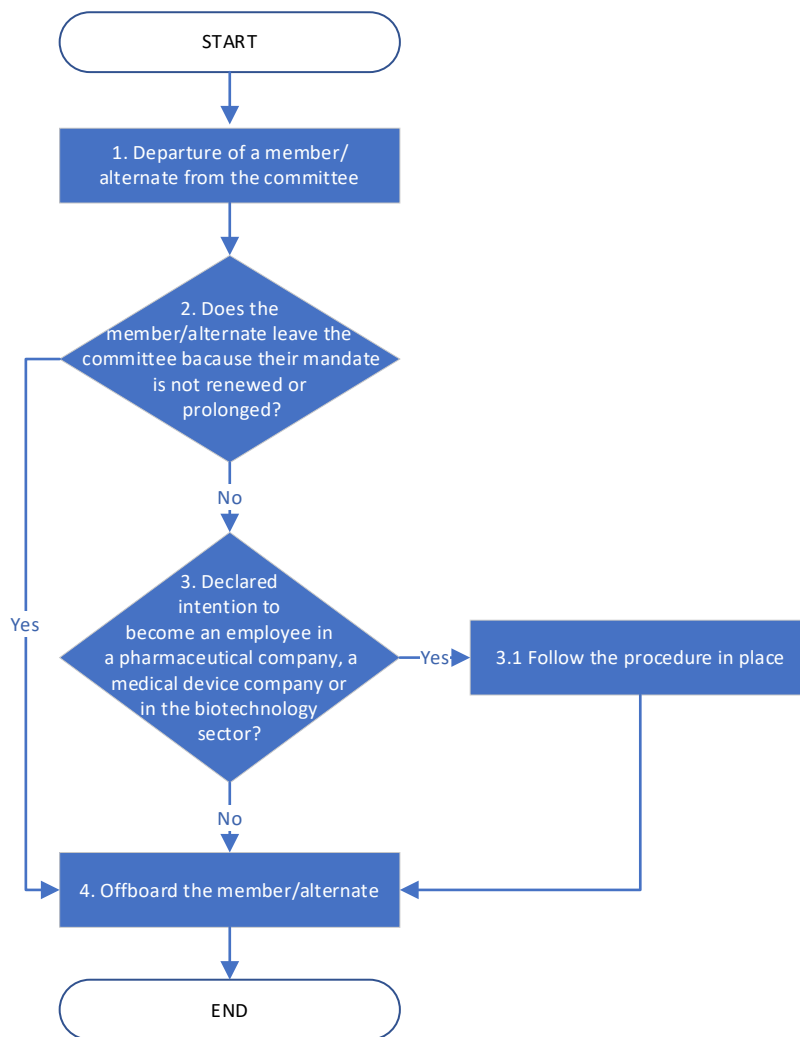 START
1. Departure of a member/
alternate from the committee
2. Does the
member/alternate leave the
committee bacause their mandate
is not renewed or
prolonged?
No
3. Declared
intention to
become an employee in
a pharmaceutical company, a
medical device company or
in the biotechnology
sector?
Yes
Yes
3.1 Follow the procedure in place
No
4. Offboard the member/alternate
END